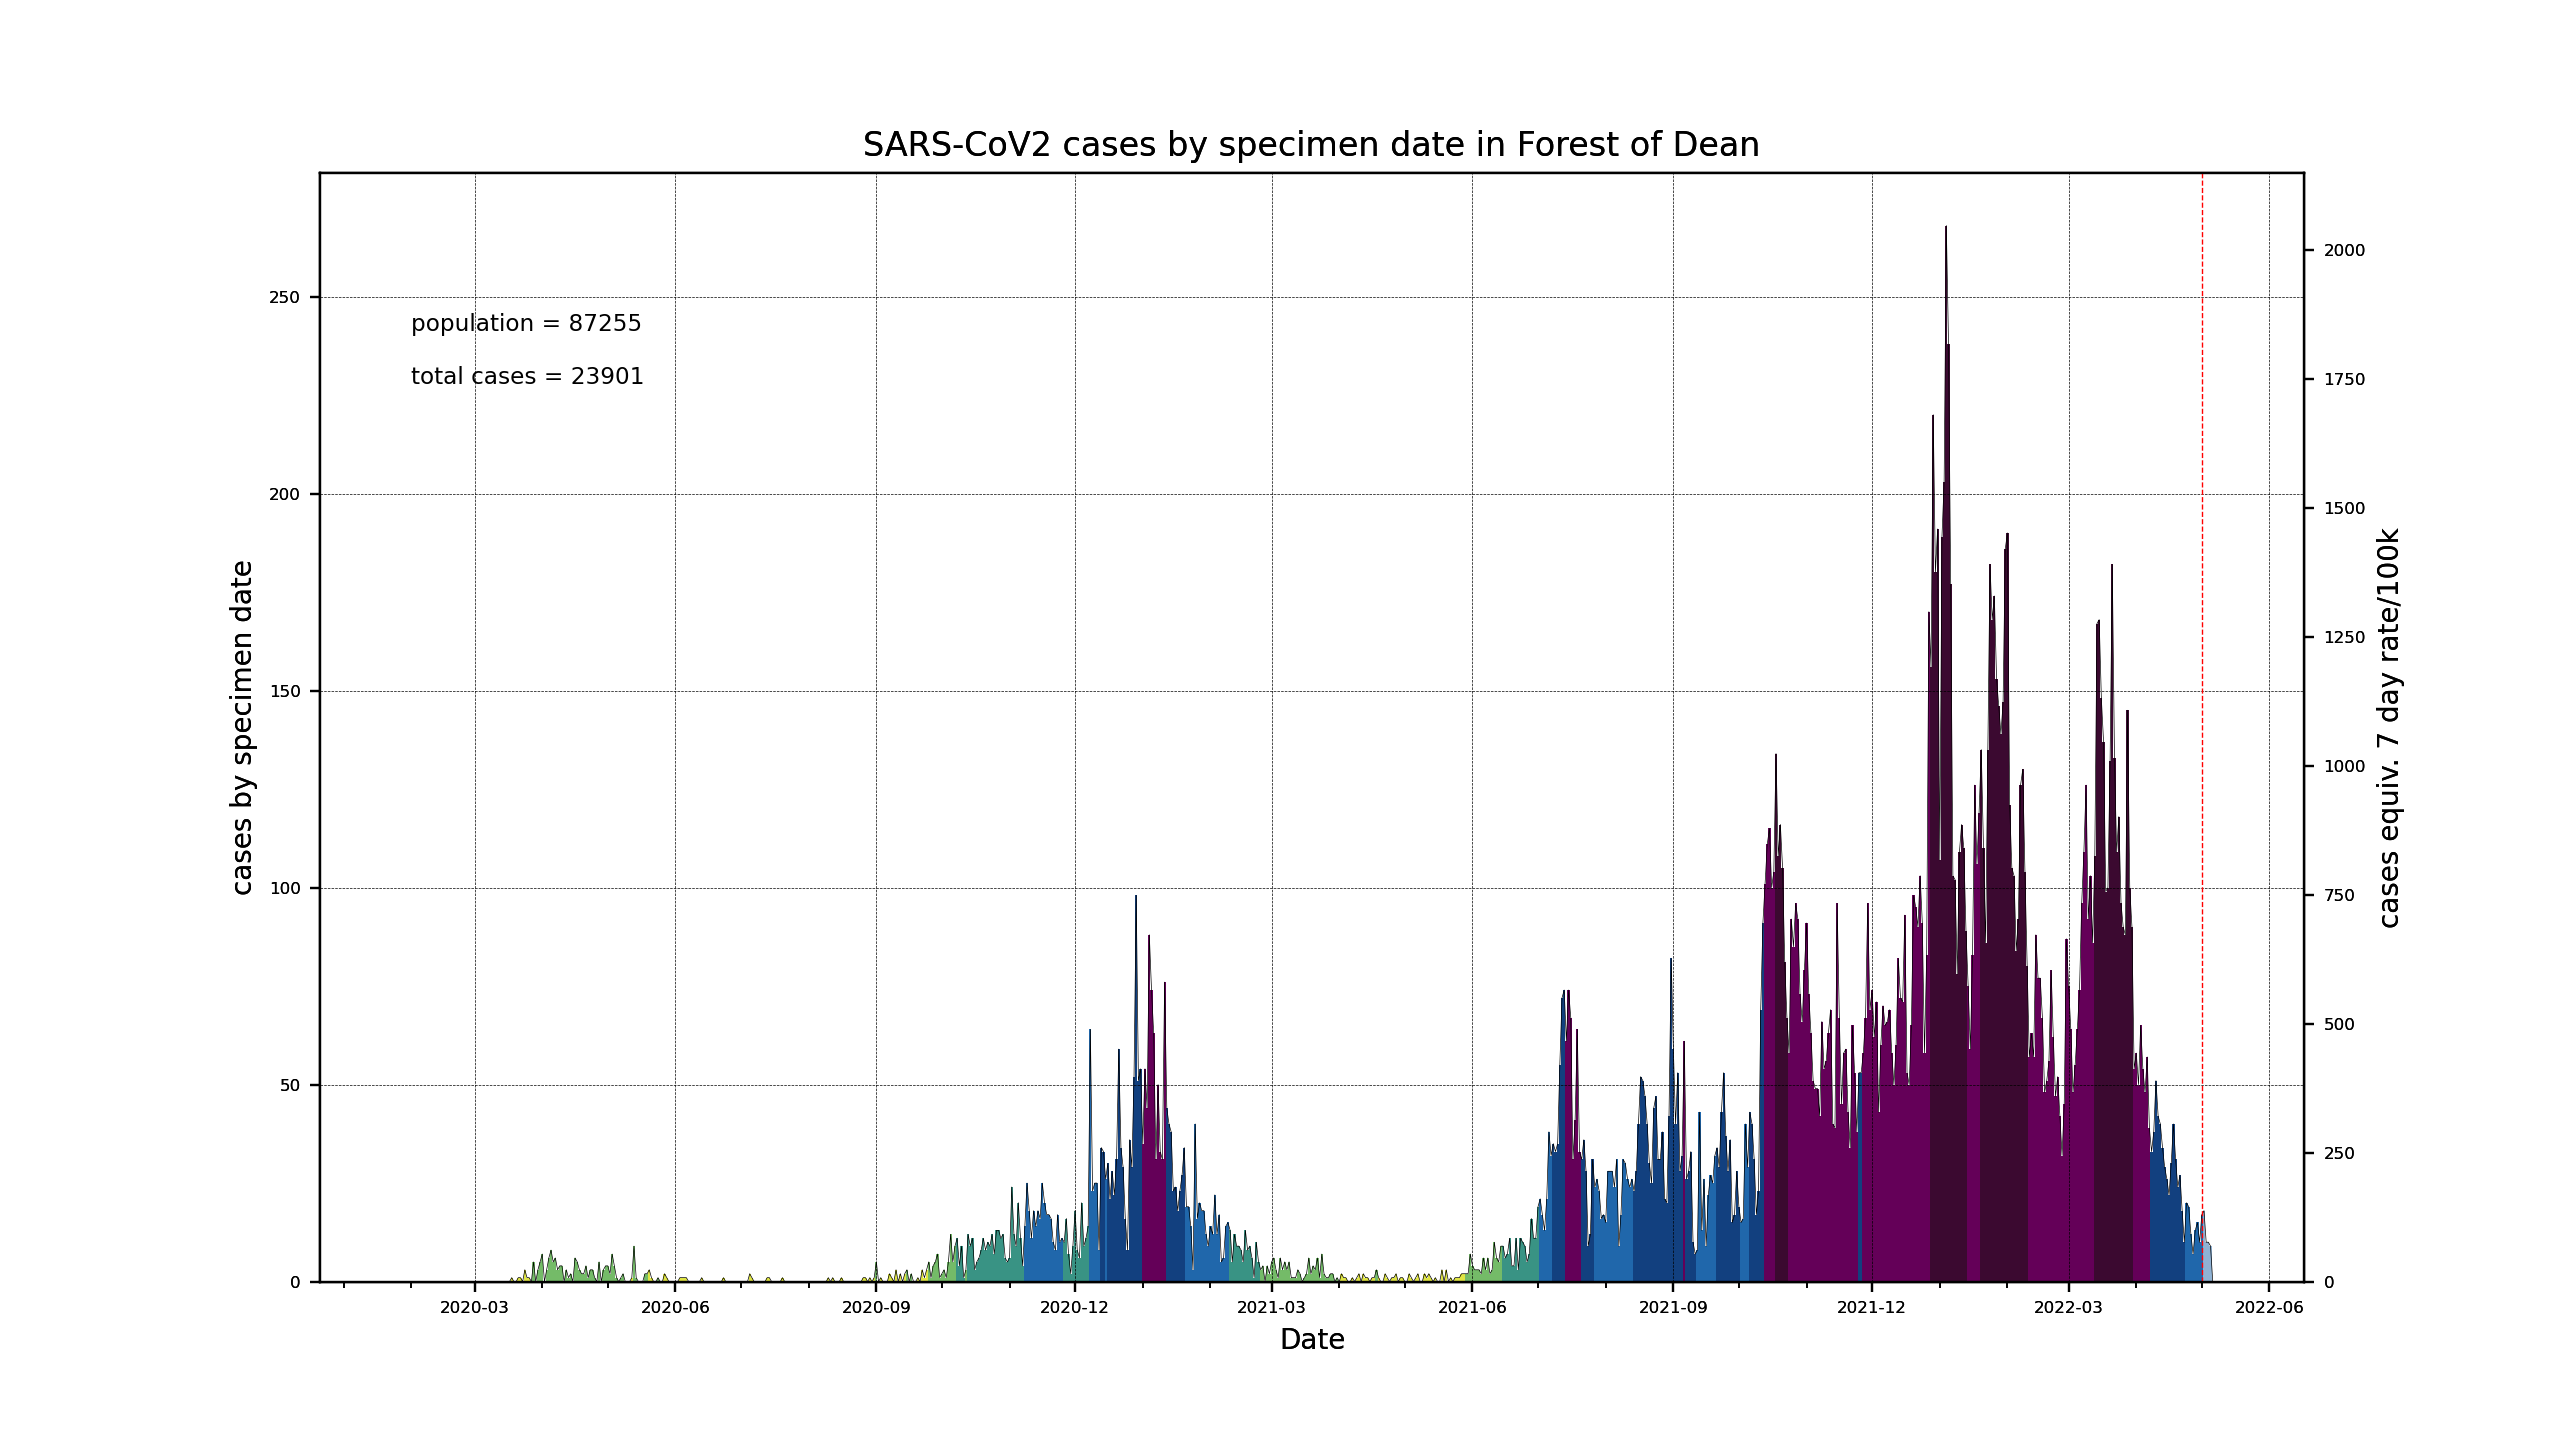 SARS-CoV2 cases by specimen date in Forest of Dean
population = 87255
total cases = 23901
cases by specimen date
250
200
150
100
50
0
2000
1750
1500
1250
1000
750
500
250
0
cases equiv. 7 day rate/100k
2020-03 2020-06 2020-09 2020-12 2021-03 2021-06 2021-09 2021-12 2022-03 2022-06
Date